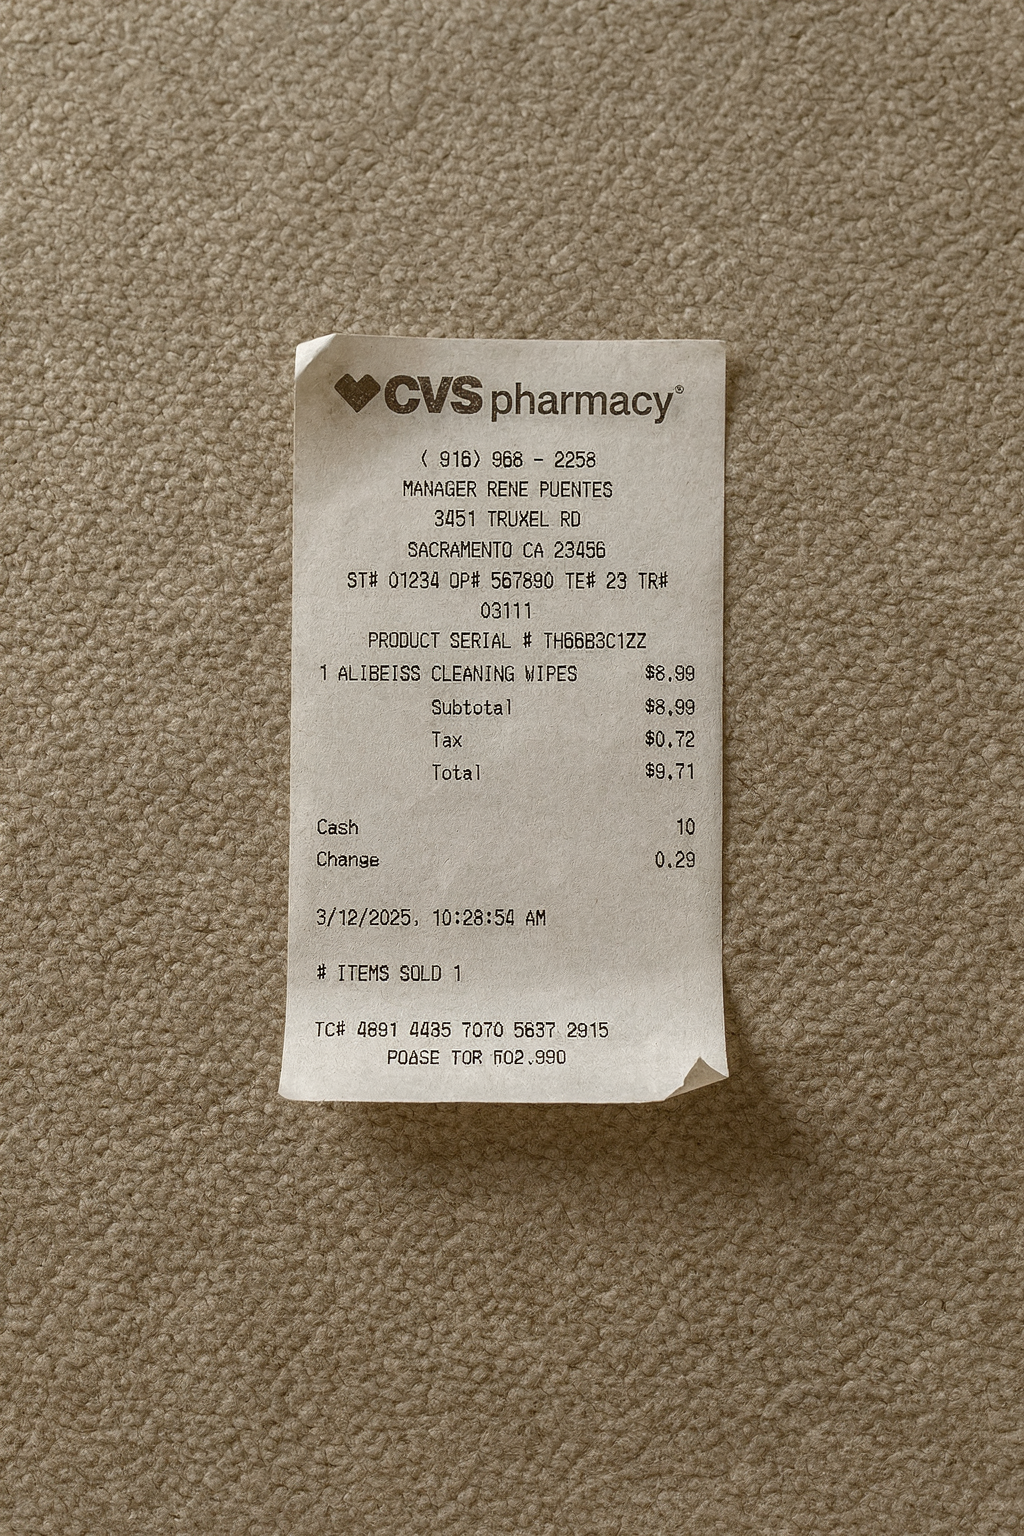 CVS pharmacy®
( 916) 968 - 2258
MANAGER RENE PUENTES
3451 TRUXEL RD
SACRAMENTO CA 23456
ST# 01234 OP# 567890 TE# 23 TR#
03111
PRODUCT SERIAL # TH66B3C1ZZ
1 ALIBEISS CLEANING WIPES $8.99
Subtotal $8.99
Tax $0.72
Total $9.71
Cash 10
Change 0.29
3/12/2025, 10:28:54 AM
# ITEMS SOLD 1
TC# 4891 4435 7070 5637 2915
POASE TOR